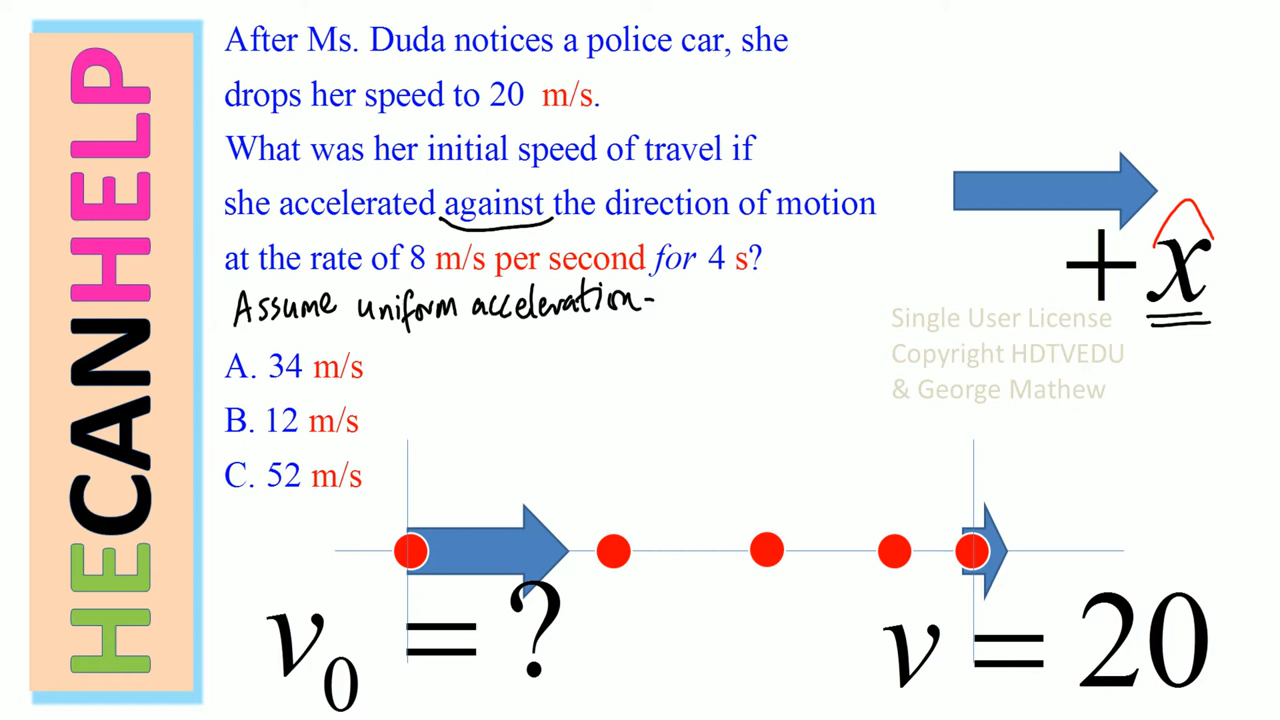 HECANHELP
After Ms. Duda notices a police car, she
drops her speed to 20 m/s.
What was her initial speed of travel if
she accelerated against the direction of motion
at the rate of 8 m/s per second for 4 s?
Assume uniform acceleration-
A. 34 m/s
B. 12 m/s
C. 52 m/s
+x
Single User License
Copyright HDTVEDU
& George Mathew
v0 = ?
v = 20